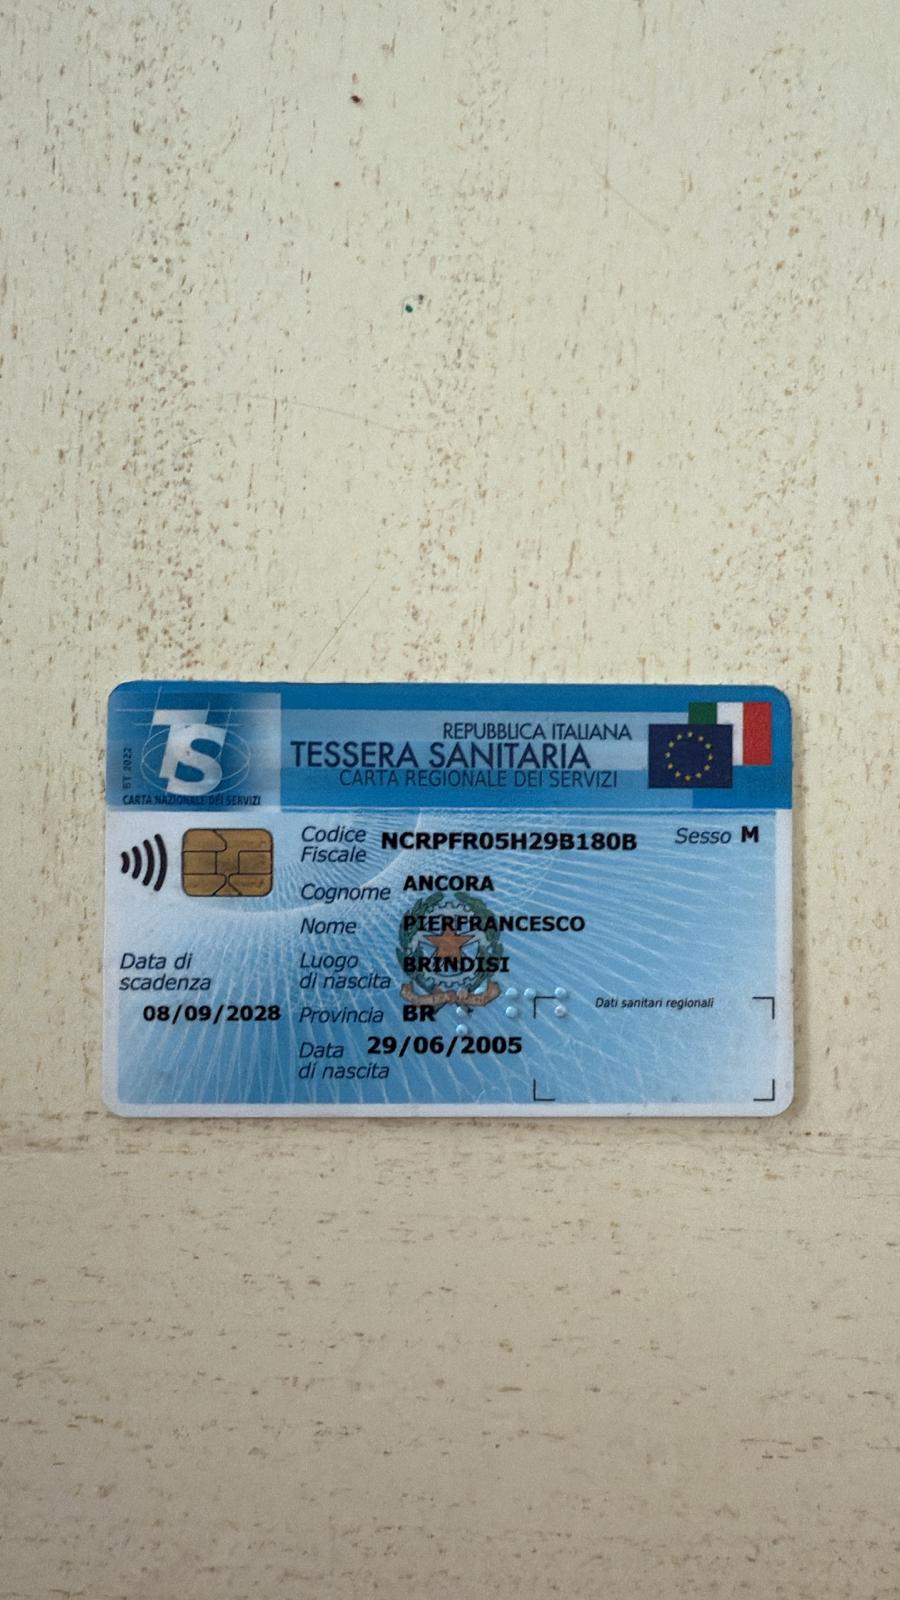 REPUBBLICA ITALIANA
TESSERA SANITARIA
CARTA REGIONALE DEI SERVIZI
TS
BT 2022
CARTA NAZIONALE DEI SERVIZI
Codice Fiscale NCRPFR05H29B180B Sesso M
Cognome ANCORA
Nome PIERFRANCESCO
Luogo di nascita BRINDISI
Provincia BR
Data di nascita 29/06/2005
Data di scadenza
08/09/2028
Dati sanitari regionali